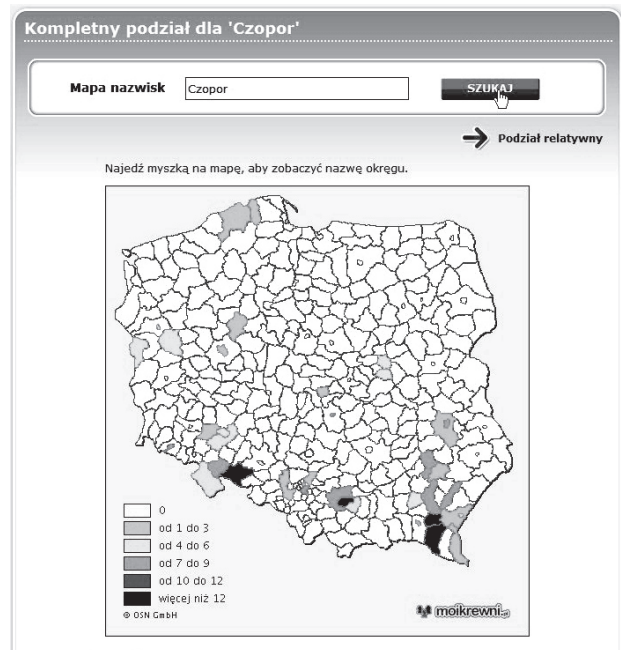 Kompletny podział dla 'Czopor'
Mapa nazwisk
Czopor
SZUKAJ
Podział relatywny
Najedź myszką na mapę, aby zobaczyć nazwę okręgu.
0
od 1 do 3
od 4 do 6
od 7 do 9
od 10 do 12
więcej niż 12
© OSN GmbH
moikrewni